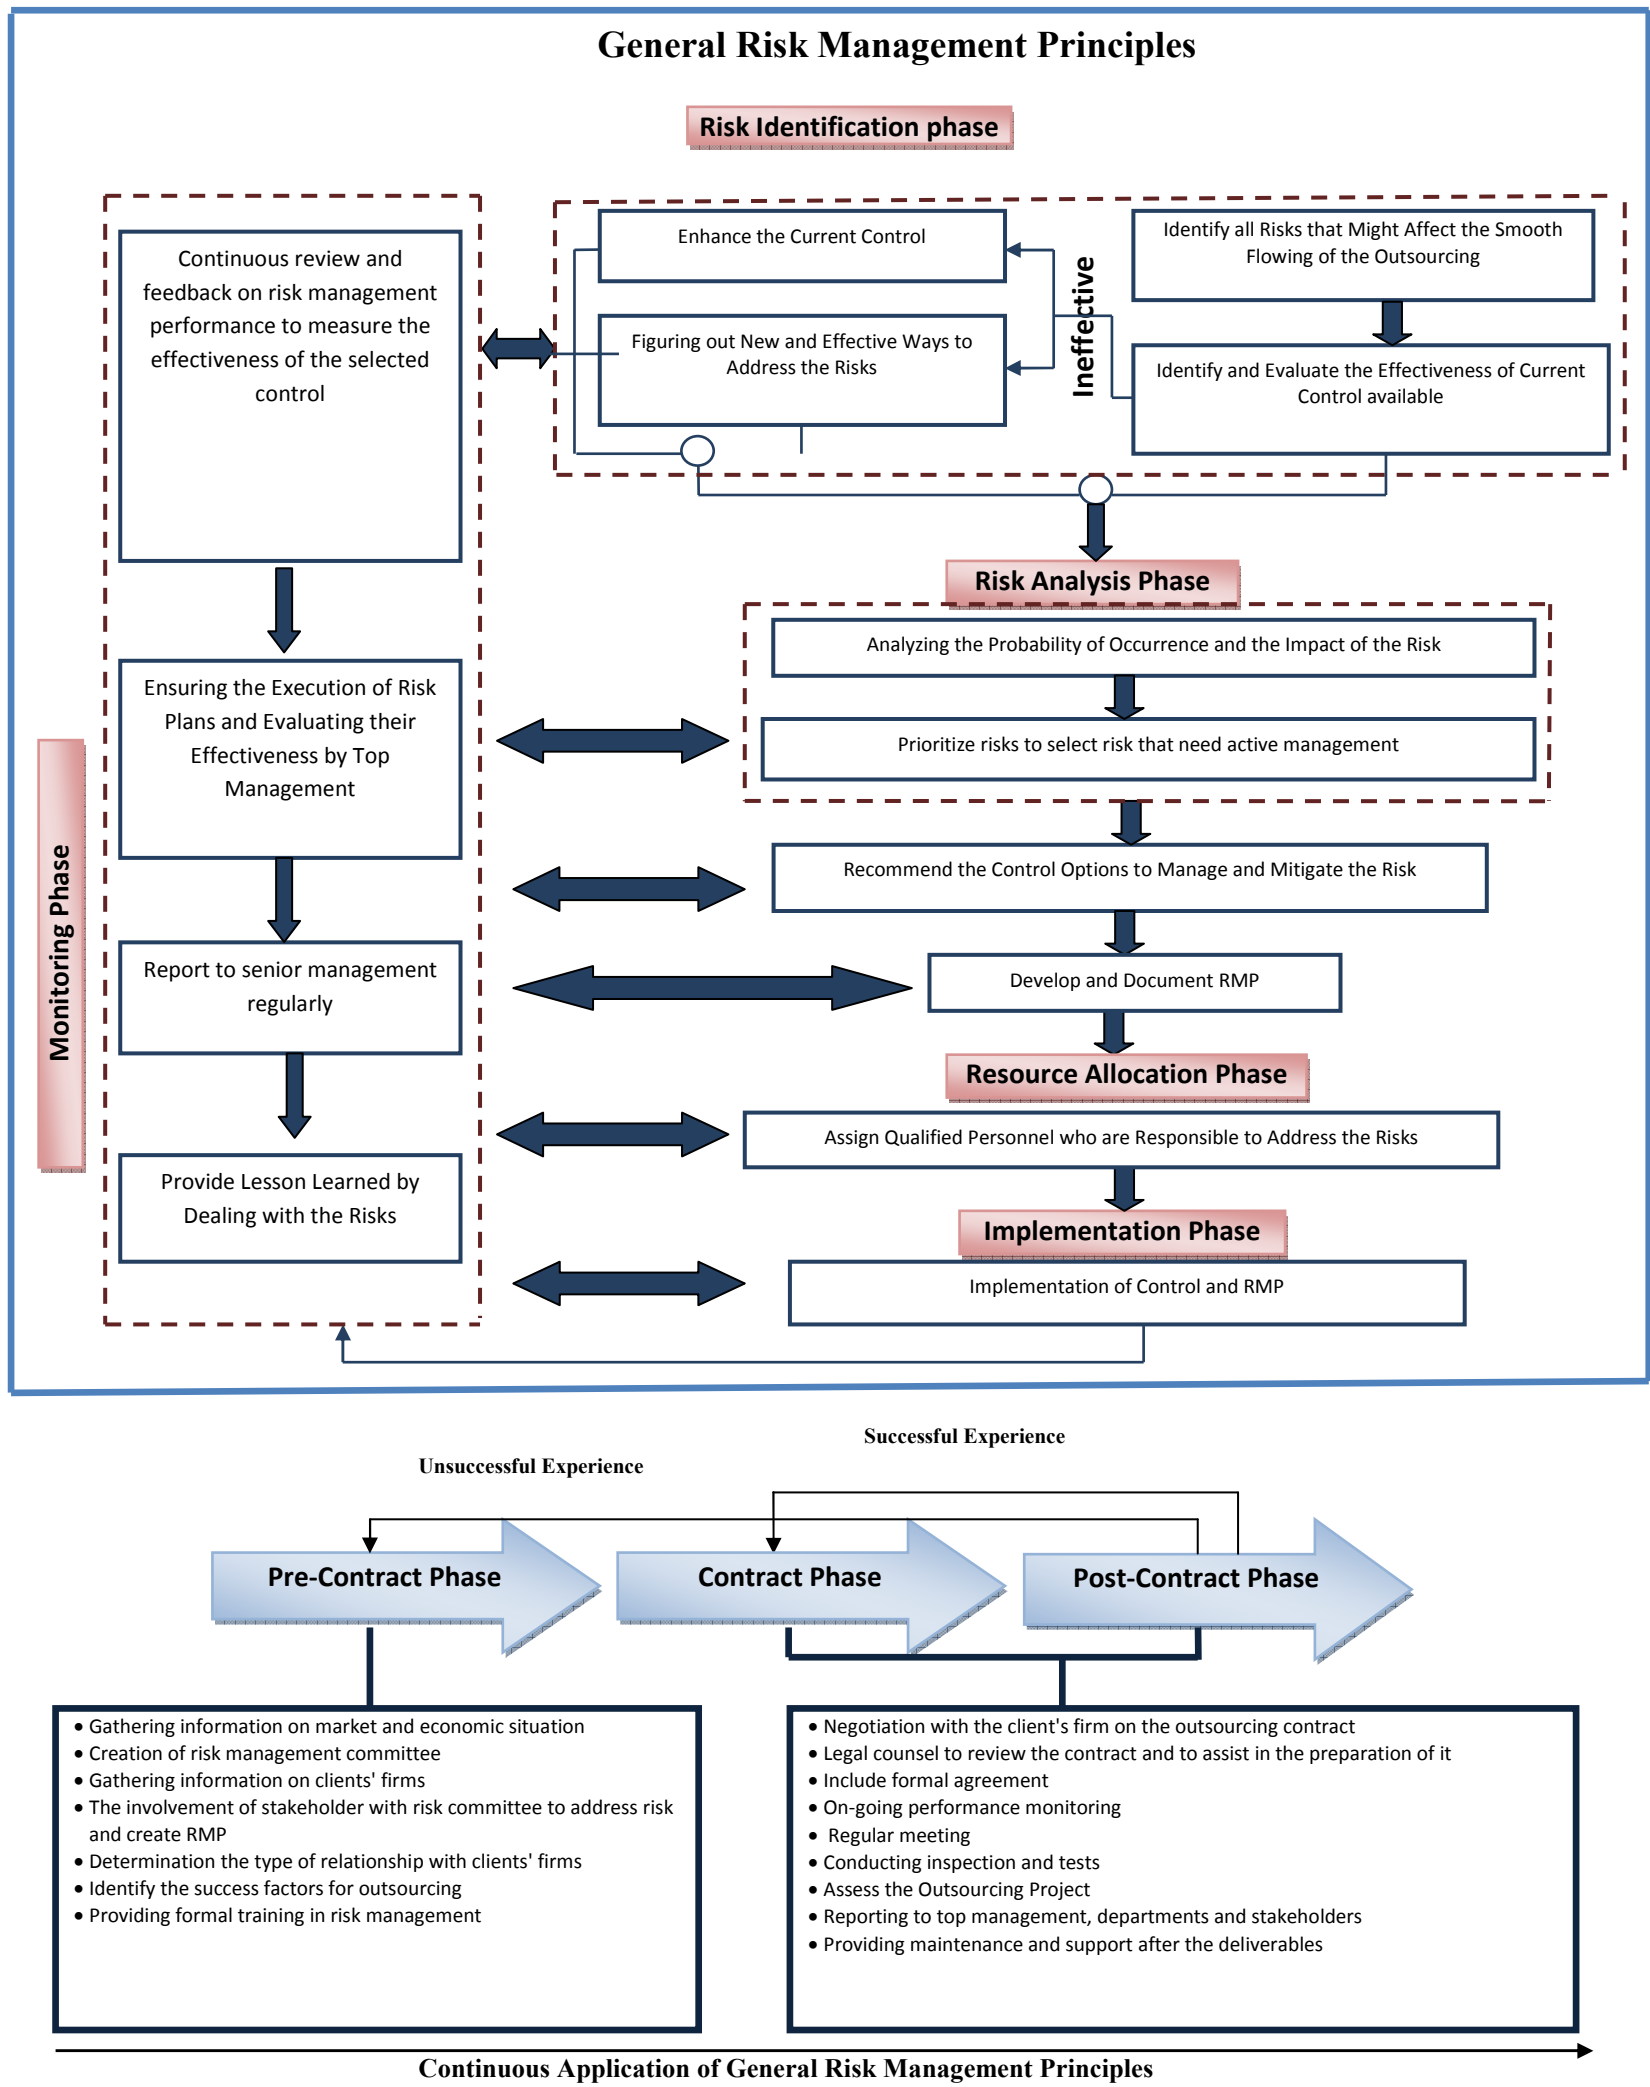 General Risk Management Principles
Risk Identification phase
Continuous review and
feedback on risk management
performance to measure the
effectiveness of the selected
control
Enhance the Current Control
Figuring out New and Effective Ways to
Address the Risks
Ineffective
Identify all Risks that Might Affect the Smooth
Flowing of the Outsourcing
Identify and Evaluate the Effectiveness of Current
Control available
Risk Analysis Phase
Analyzing the Probability of Occurrence and the Impact of the Risk
Ensuring the Execution of Risk
Plans and Evaluating their
Effectiveness by Top
Management
Prioritize risks to select risk that need active management
Recommend the Control Options to Manage and Mitigate the Risk
Monitoring Phase
Report to senior management
regularly
Develop and Document RMP
Resource Allocation Phase
Assign Qualified Personnel who are Responsible to Address the Risks
Provide Lesson Learned by
Dealing with the Risks
Implementation Phase
Implementation of Control and RMP
Successful Experience
Unsuccessful Experience
Pre-Contract Phase
Contract Phase
Post-Contract Phase
• Gathering information on market and economic situation
• Creation of risk management committee
• Gathering information on clients' firms
• The involvement of stakeholder with risk committee to address risk
and create RMP
• Determination the type of relationship with clients' firms
• Identify the success factors for outsourcing
• Providing formal training in risk management
• Negotiation with the client's firm on the outsourcing contract
• Legal counsel to review the contract and to assist in the preparation of it
• Include formal agreement
• On-going performance monitoring
• Regular meeting
• Conducting inspection and tests
• Assess the Outsourcing Project
• Reporting to top management, departments and stakeholders
• Providing maintenance and support after the deliverables
Continuous Application of General Risk Management Principles